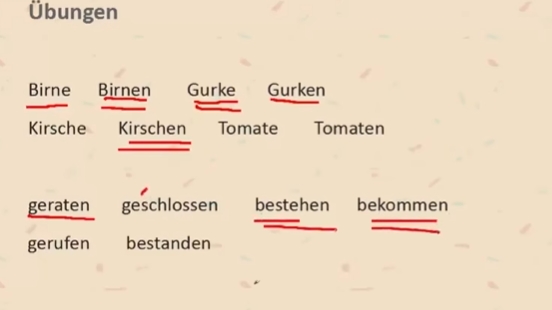 Übungen
Birne Birnen Gurke Gurken
Kirsche Kirschen Tomate Tomaten
geraten geschlossen bestehen bekommen
gerufen bestanden